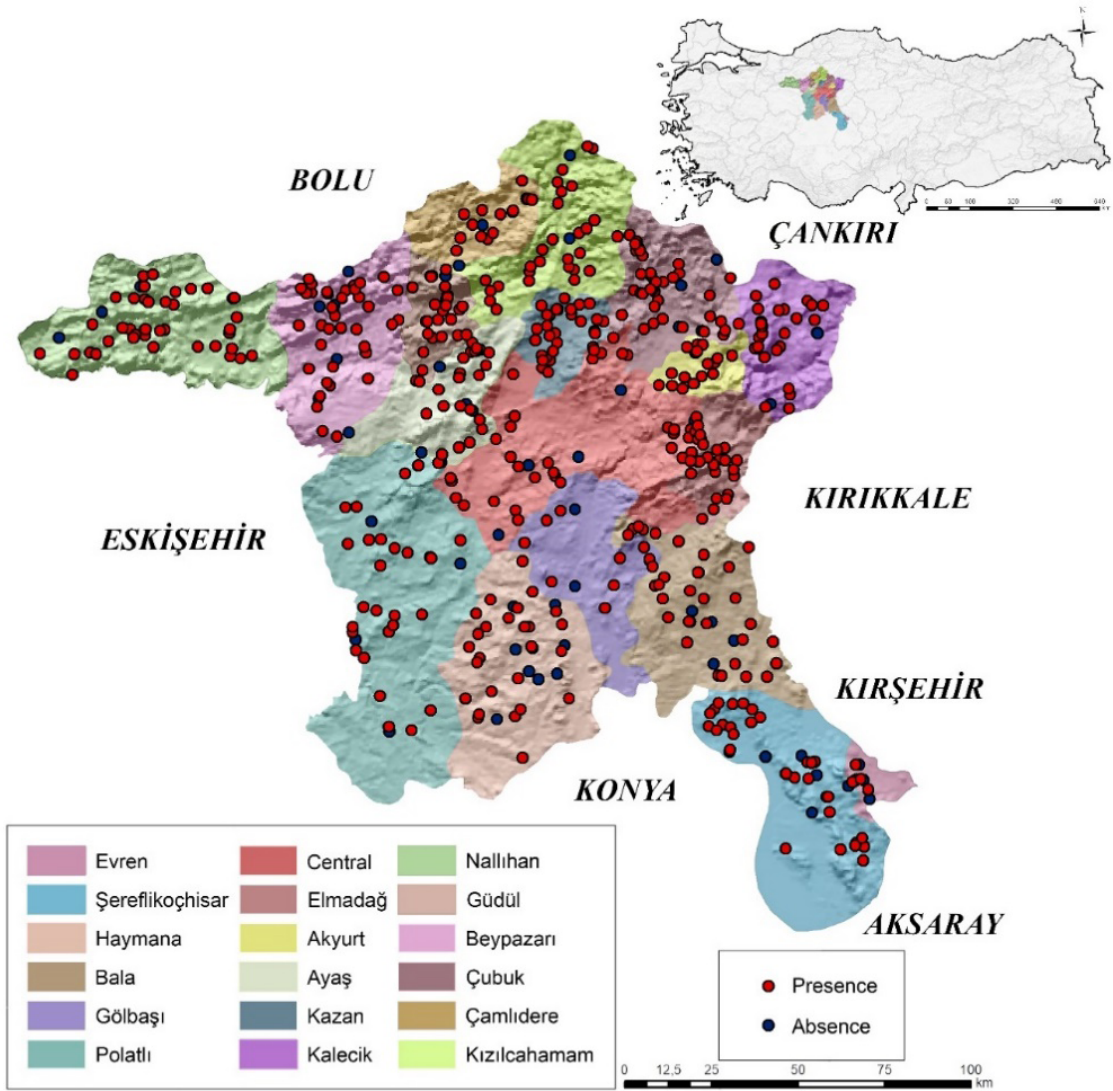 BOLU
ÇANKIRI
ESKİŞEHİR
KIRIKKALE
KIRŞEHİR
KONYA
AKSARAY
Evren
Central
Nallıhan
Şereflikoçhisar
Elmadağ
Güdül
Haymana
Akyurt
Beypazarı
Bala
Ayaş
Çubuk
Gölbaşı
Kazan
Çamlıdere
Polatlı
Kalecik
Kızılcahamam
Presence
Absence
0 12,5 25 50 75 100
km